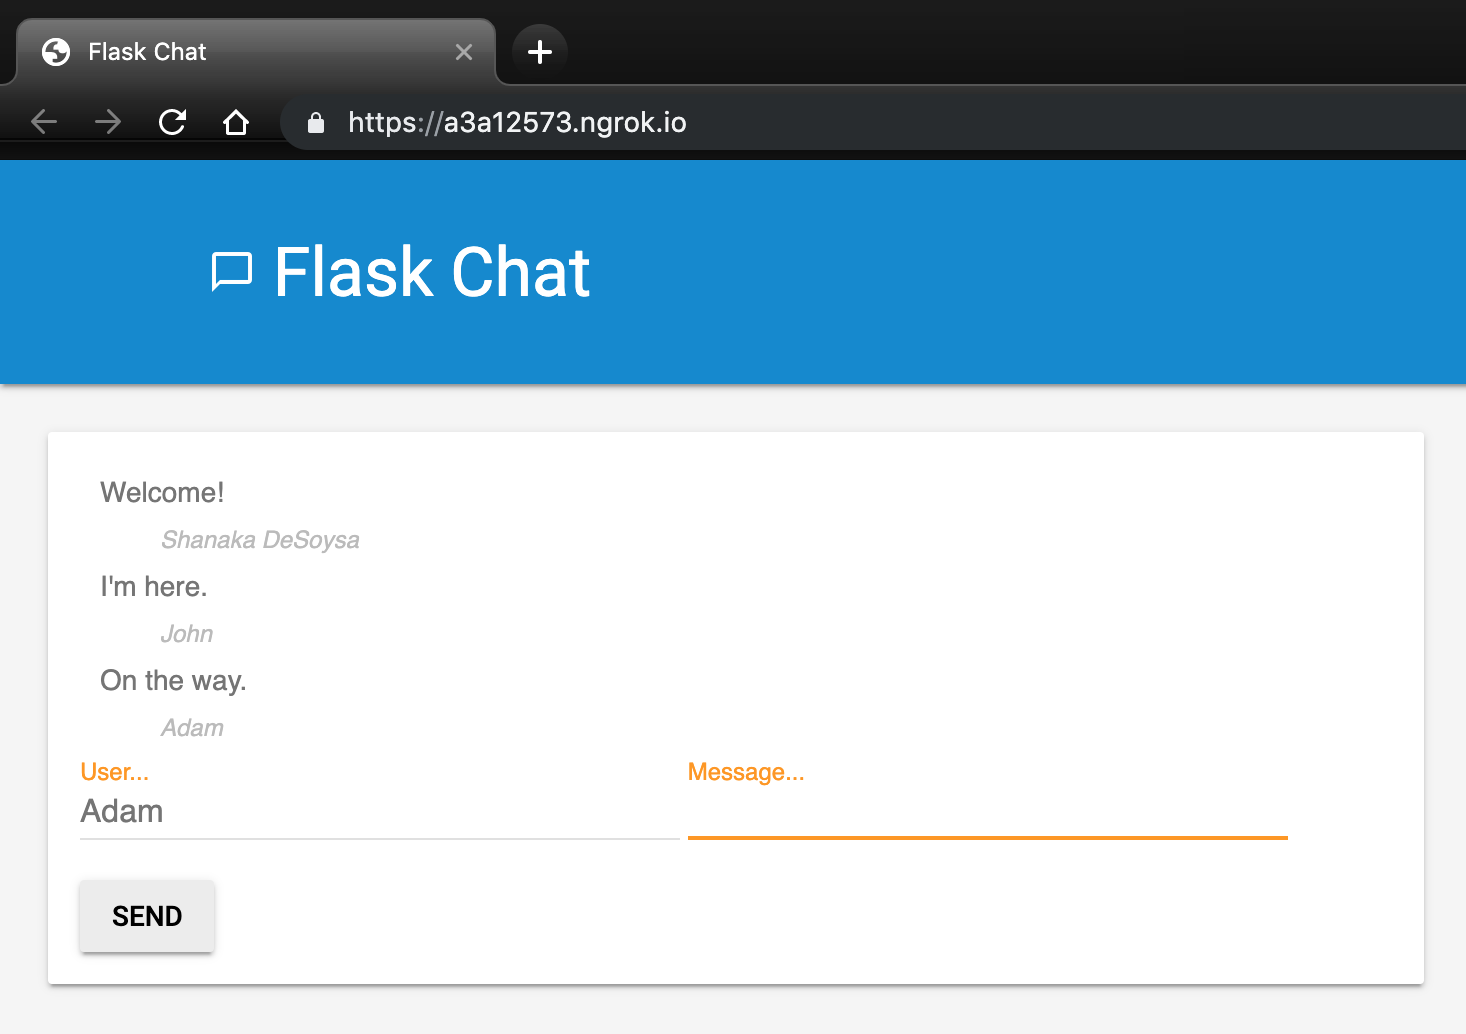 Flask Chat
https://a3a12573.ngrok.io
Flask Chat
Welcome!
Shanaka DeSoysa
I'm here.
John
On the way.
Adam
User... Message...
Adam
SEND